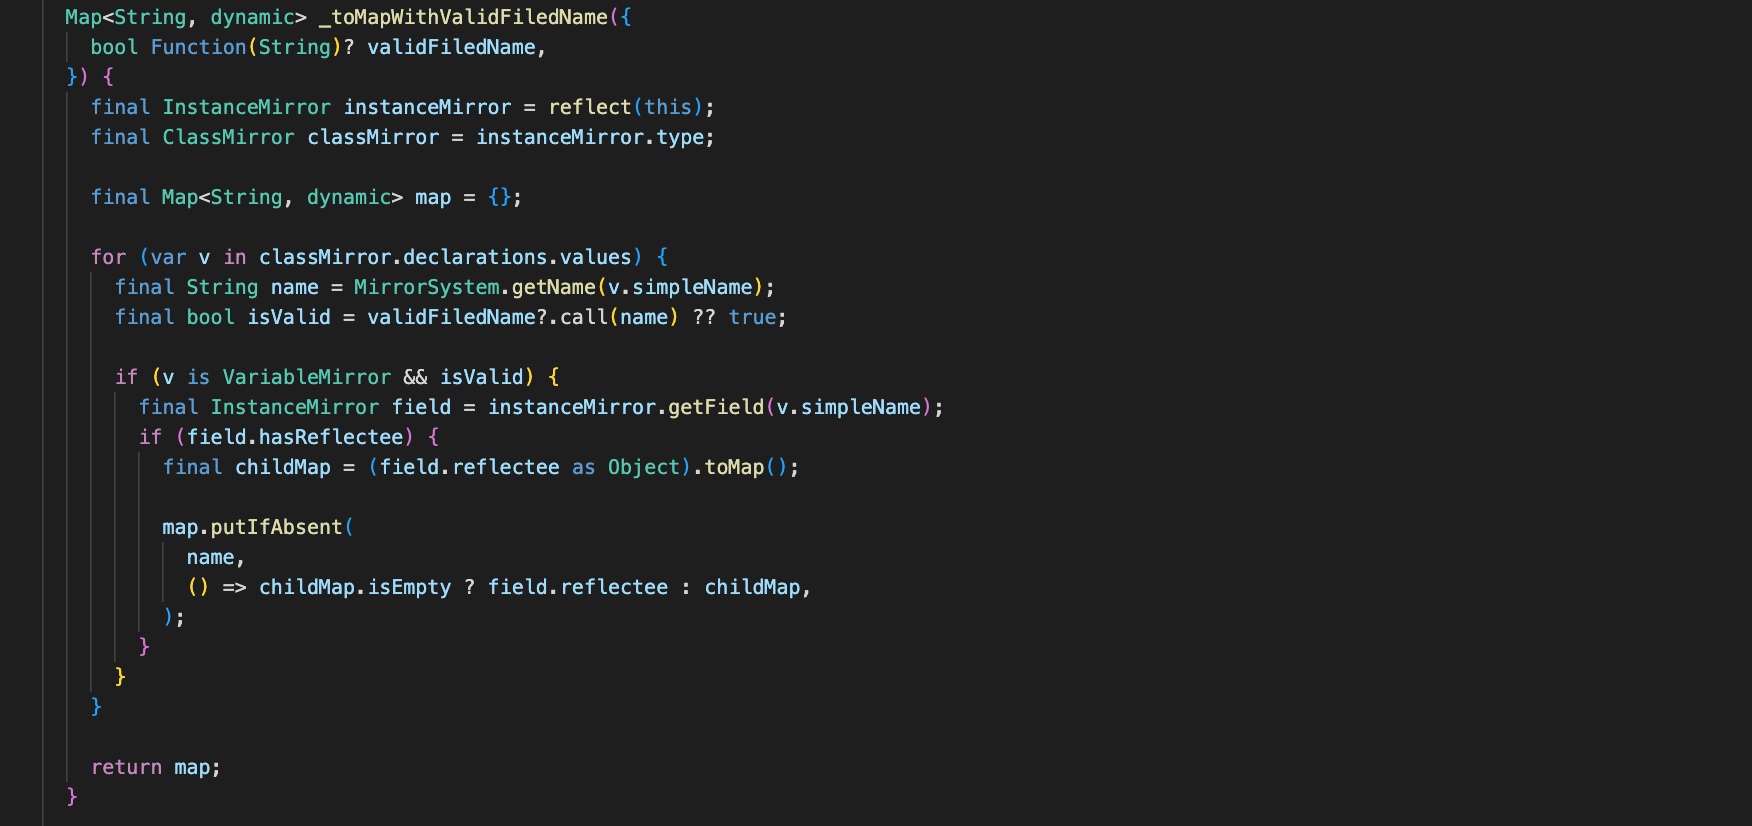 Map<String, dynamic> _toMapWithValidFiledName({
  bool Function(String)? validFiledName,
}) {
  final InstanceMirror instanceMirror = reflect(this);
  final ClassMirror classMirror = instanceMirror.type;

  final Map<String, dynamic> map = {};

  for (var v in classMirror.declarations.values) {
    final String name = MirrorSystem.getName(v.simpleName);
    final bool isValid = validFiledName?.call(name) ?? true;

    if (v is VariableMirror && isValid) {
      final InstanceMirror field = instanceMirror.getField(v.simpleName);
      if (field.hasReflectee) {
        final childMap = (field.reflectee as Object).toMap();

        map.putIfAbsent(
          name,
          () => childMap.isEmpty ? field.reflectee : childMap,
        );
      }
    }
  }

  return map;
}